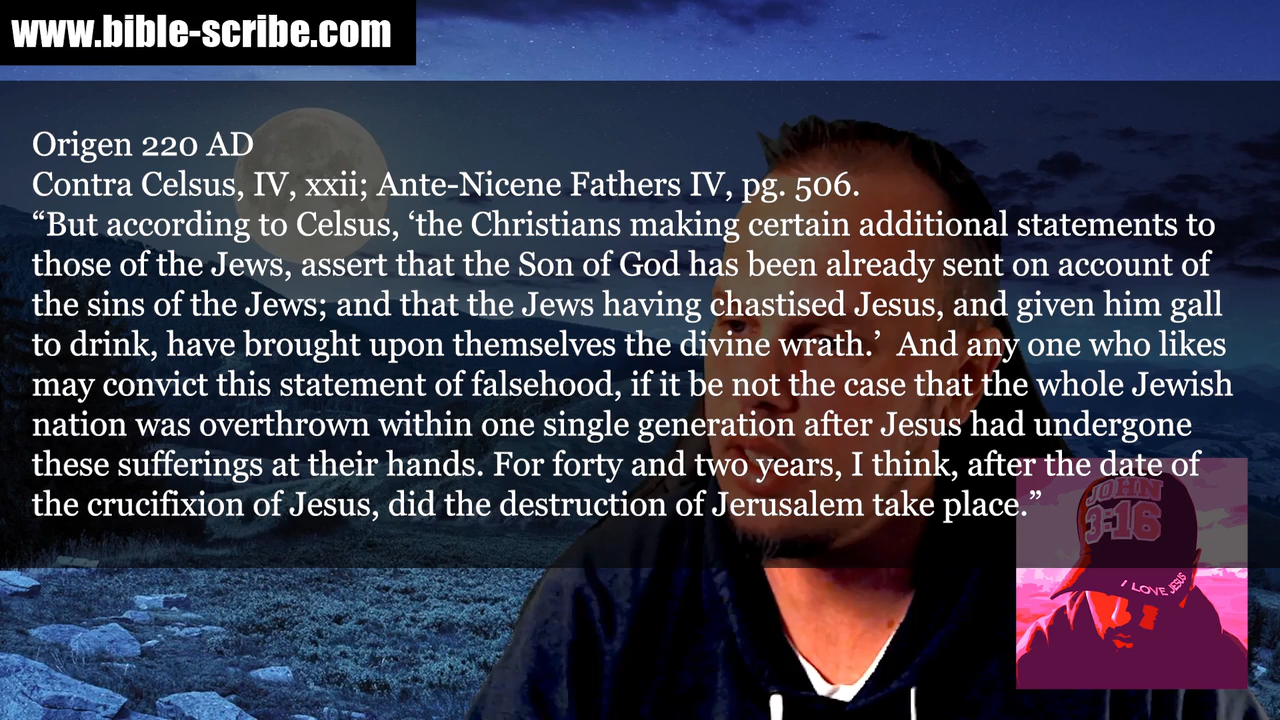 www.bible-scribe.com
Origen 220 AD
Contra Celsus, IV, xxii; Ante-Nicene Fathers IV, pg. 506.
“But according to Celsus, ‘the Christians making certain additional statements to
those of the Jews, assert that the Son of God has been already sent on account of
the sins of the Jews; and that the Jews having chastised Jesus, and given him gall
to drink, have brought upon themselves the divine wrath.’  And any one who likes
may convict this statement of falsehood, if it be not the case that the whole Jewish
nation was overthrown within one single generation after Jesus had undergone
these sufferings at their hands. For forty and two years, I think, after the date of
the crucifixion of Jesus, did the destruction of Jerusalem take place.”
JOHN
3:16
I LOVE JESUS